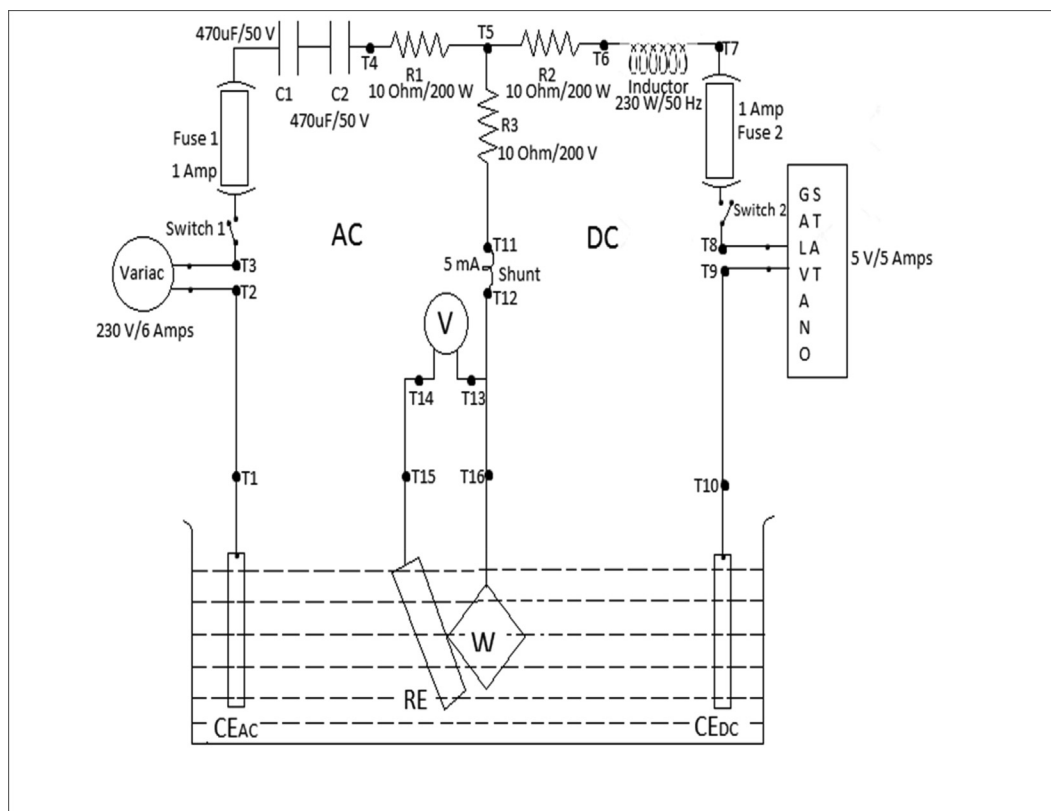 470uF/50 V
C1
C2
470uF/50 V
T4
R1
10 Ohm/200 W
T5
R2
10 Ohm/200 W
T6
Inductor
230 W/50 Hz
T7
Fuse 1
1 Amp
R3
10 Ohm/200 V
1 Amp
Fuse 2
Switch 1
AC
DC
Switch 2
Variac
T3
T2
230 V/6 Amps
T11
5 mA
Shunt
T12
T8
T9
G S
A T
L A
V T
A
N
O
5 V/5 Amps
V
T14
T13
T1
T15
T16
T10
W
RE
CEAC
CEDC